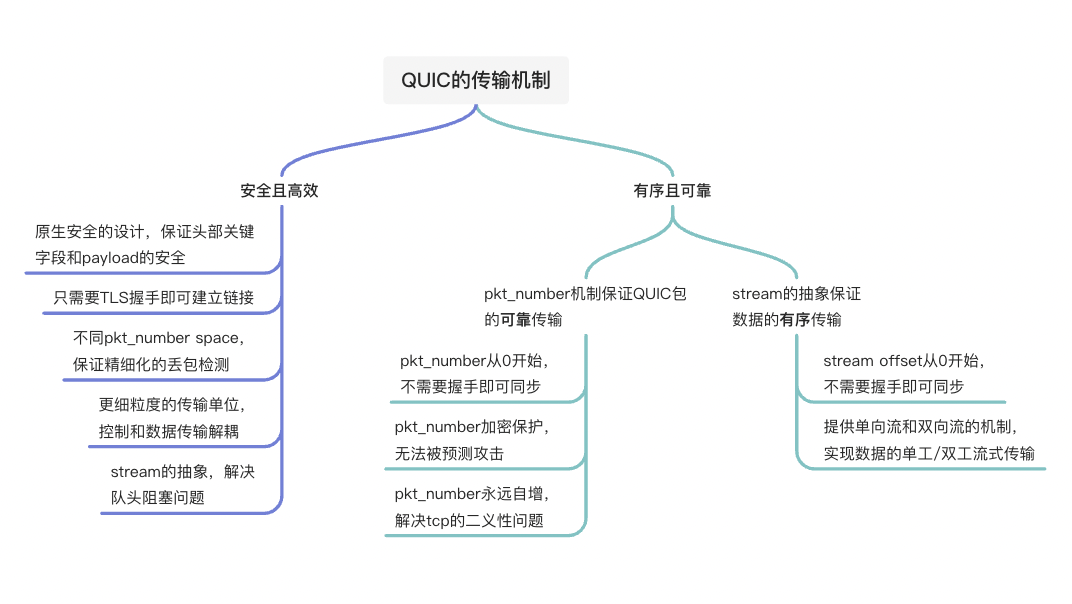 QUIC的传输机制
安全且高效
原生安全的设计，保证头部关键
字段和payload的安全
只需要TLS握手即可建立链接
不同pkt_number space，
保证精细化的丢包检测
更细粒度的传输单位，
控制和数据传输解耦
stream的抽象，解决
队头阻塞问题
有序且可靠
pkt_number机制保证QUIC包
的可靠传输
pkt_number从0开始，
不需要握手即可同步
pkt_number加密保护，
无法被预测攻击
pkt_number永远自增，
解决tcp的二义性问题
stream的抽象保证
数据的有序传输
stream offset从0开始，
不需要握手即可同步
提供单向流和双向流的机制，
实现数据的单工/双工流式传输